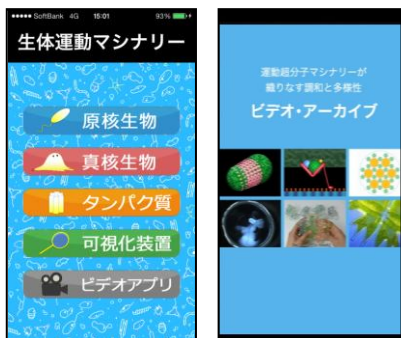 ●●●●● SoftBank 4G 15:01 93%
生体運動マシナリー
原核生物
真核生物
タンパク質
可視化装置
ビデオアプリ
運動超分子マシナリーが
織りなす調和と多様性
ビデオ・アーカイブ